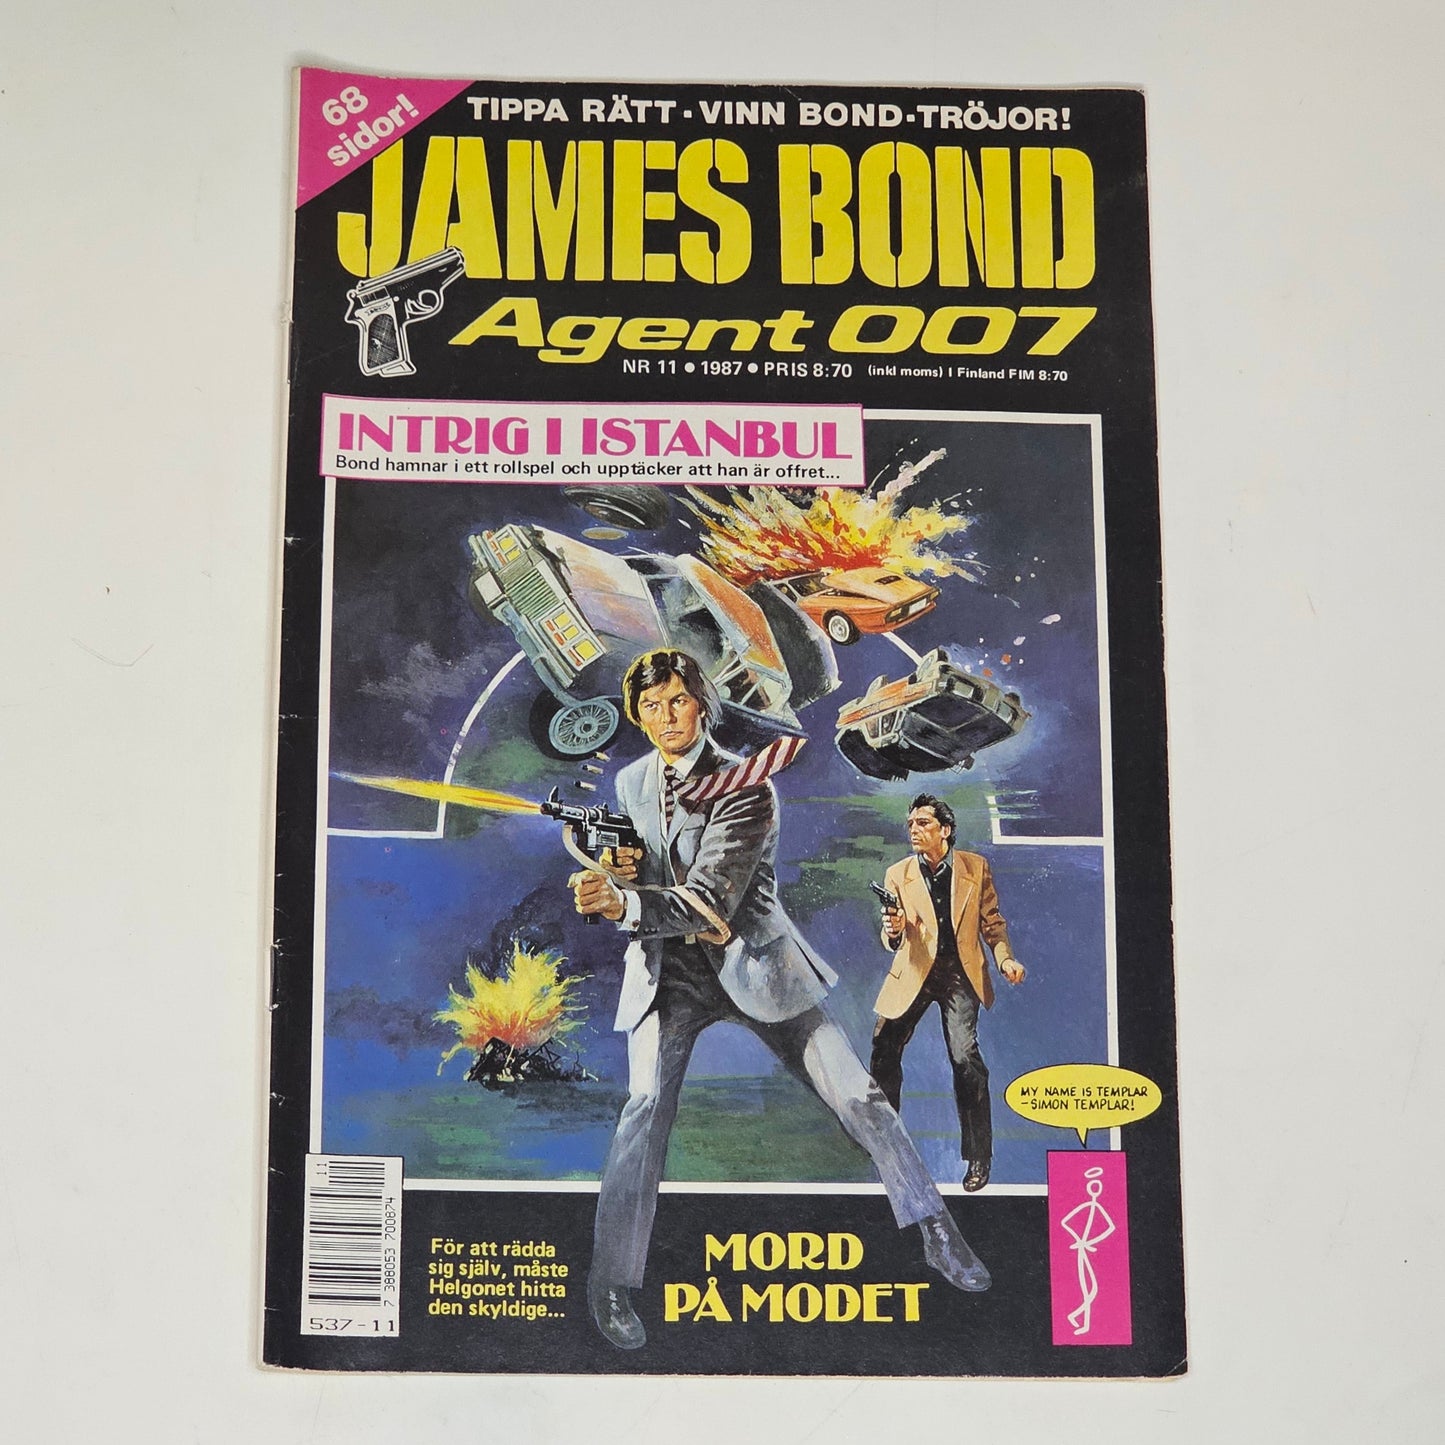 68
sidor!
TIPPA RÄTT · VINN BOND-TRÖJOR!
JAMES BOND
Agent 007
NR 11 • 1987 • PRIS 8:70 (inkl moms) I Finland FIM 8:70
INTRIG I ISTANBUL
Bond hamnar i ett rollspel och upptäcker att han är offret...
MY NAME IS TEMPLAR
-SIMON TEMPLAR!
11
7 388053 700874
537-11
För att rädda
sig själv, måste
Helgonet hitta
den skyldige...
MORD
PÅ MODET